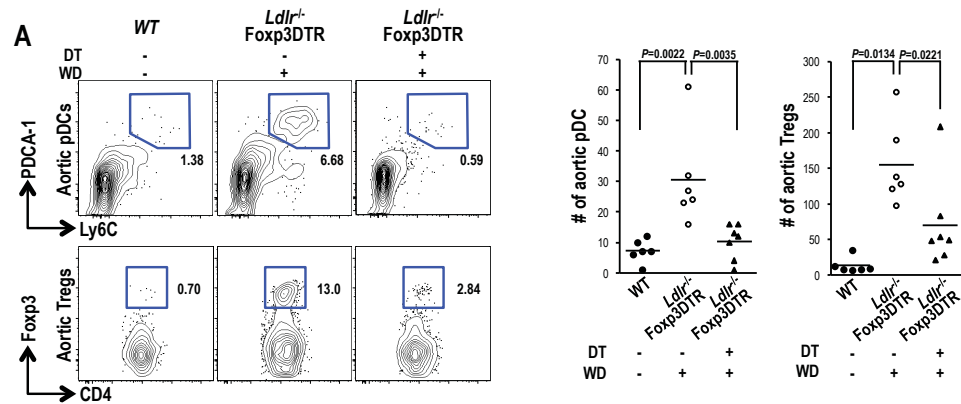 A
WT
Ldlr-/-
Foxp3DTR
Ldlr-/-
Foxp3DTR
DT - - +
WD - + +
PDCA-1
Aortic pDCs
1.38
6.68
0.59
Ly6C
Foxp3
Aortic Tregs
0.70
13.0
2.84
CD4
P=0.0022 P=0.0035
# of aortic pDC
70
60
50
40
30
20
10
0
WT
Ldlr-/-
Foxp3DTR
Ldlr-/-
Foxp3DTR
DT - - +
WD - + +
P=0.0134 P=0.0221
# of aortic Tregs
300
250
200
150
100
50
0
WT
Ldlr-/-
Foxp3DTR
Ldlr-/-
Foxp3DTR
DT - - +
WD - + +